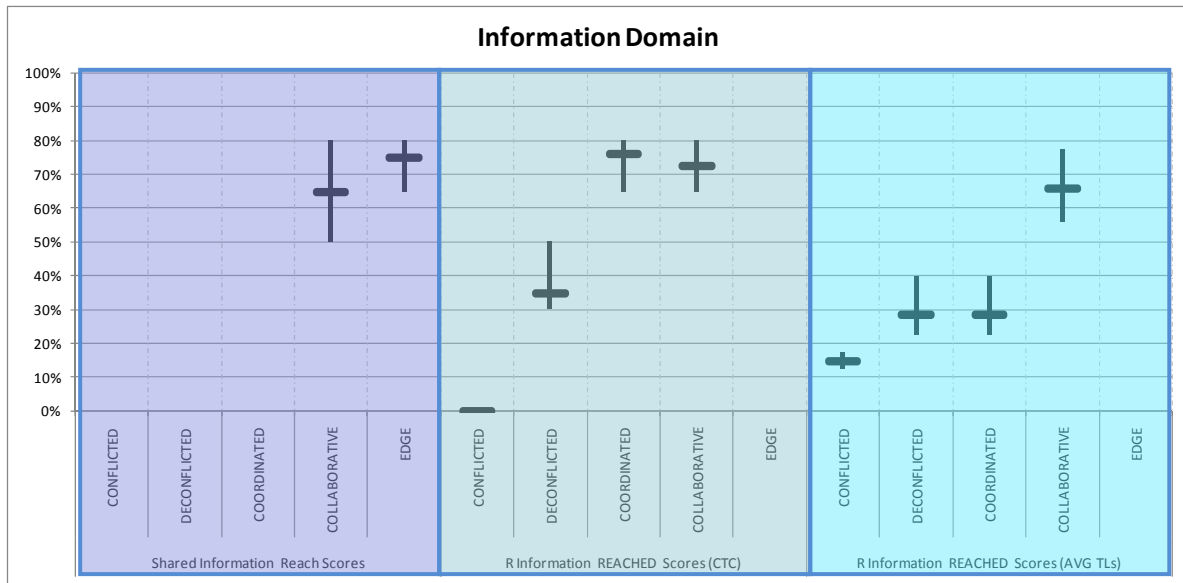 Information Domain
100%
90%
80%
70%
60%
50%
40%
30%
20%
10%
0%
CONFLICTED
DECONFLICTED
COORDINATED
COLLABORATIVE
EDGE
CONFLICTED
DECONFLICTED
COORDINATED
COLLABORATIVE
EDGE
CONFLICTED
DECONFLICTED
COORDINATED
COLLABORATIVE
EDGE
Shared Information Reach Scores
R Information REACHED Scores (CTC)
R Information REACHED Scores (AVG TLs)